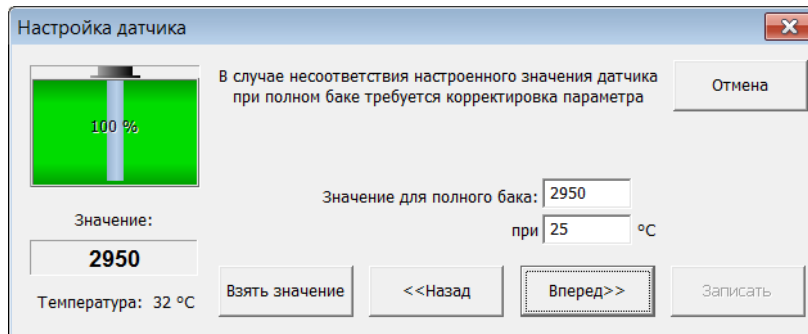 Настройка датчика
В случае несоответствия настроенного значения датчика
при полном баке требуется корректировка параметра
Отмена
100 %
Значение для полного бака: 2950
при 25 °C
Значение:
2950
Температура: 32 °C
Взять значение
<<Назад
Вперед>>
Записать